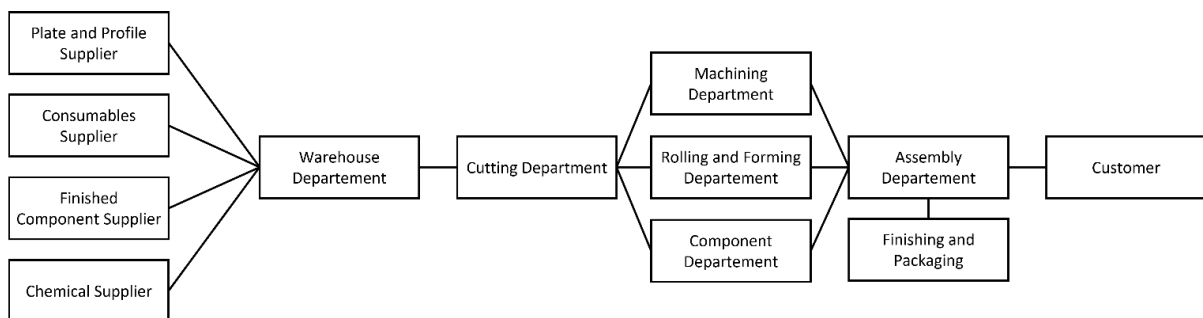 Plate and Profile
Supplier
Consumables
Supplier
Finished
Component Supplier
Chemical Supplier
Warehouse
Departement
Cutting Department
Machining
Department
Rolling and Forming
Departement
Component
Departement
Assembly
Departement
Finishing and
Packaging
Customer